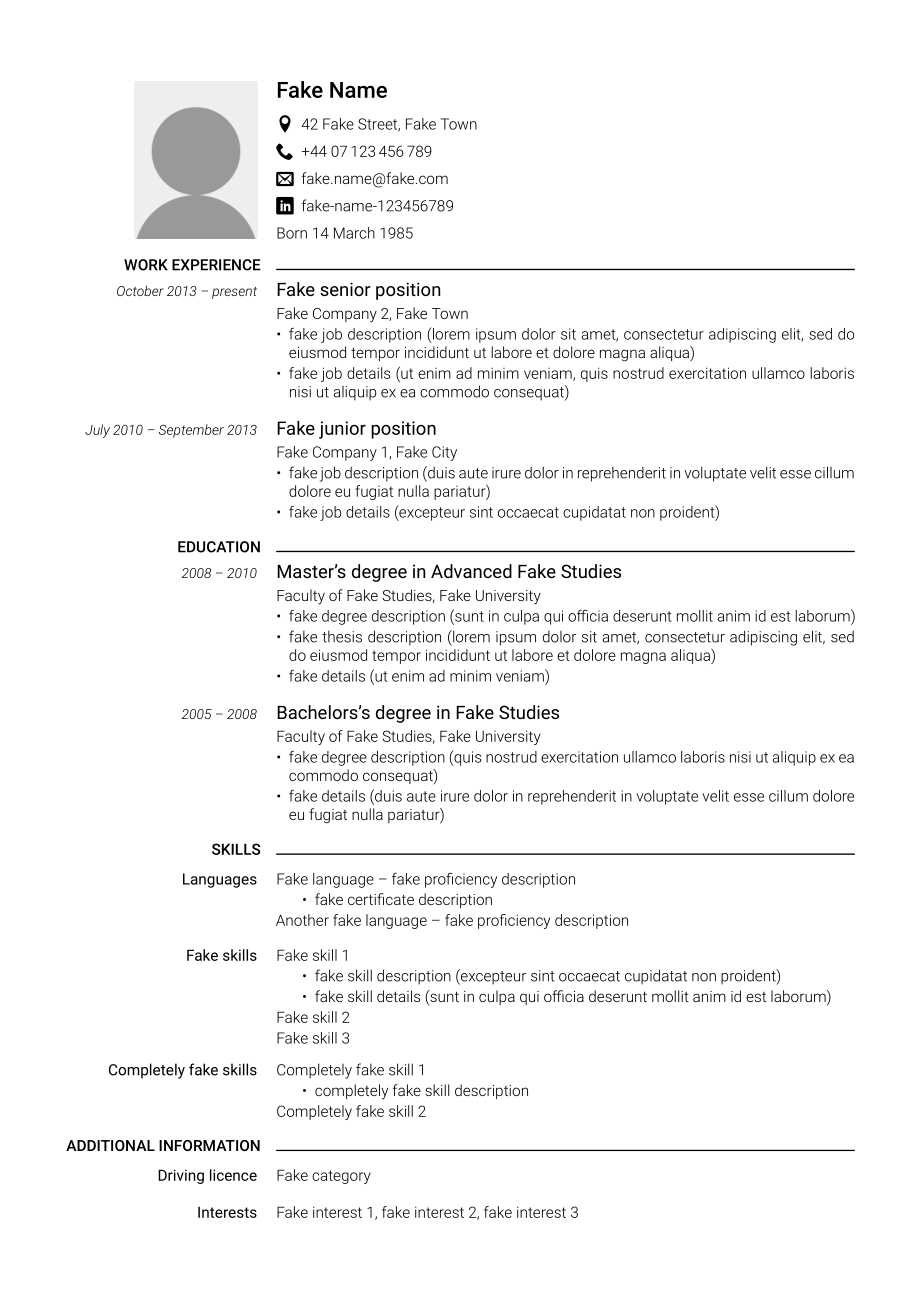 Fake Name
42 Fake Street, Fake Town
+44 07 123 456 789
fake.name@fake.com
in fake-name-123456789
Born 14 March 1985
WORK EXPERIENCE
October 2013 – present
Fake senior position
Fake Company 2, Fake Town
• fake job description (lorem ipsum dolor sit amet, consectetur adipiscing elit, sed do
eiusmod tempor incididunt ut labore et dolore magna aliqua)
• fake job details (ut enim ad minim veniam, quis nostrud exercitation ullamco laboris
nisi ut aliquip ex ea commodo consequat)
July 2010 – September 2013
Fake junior position
Fake Company 1, Fake City
• fake job description (duis aute irure dolor in reprehenderit in voluptate velit esse cillum
dolore eu fugiat nulla pariatur)
• fake job details (excepteur sint occaecat cupidatat non proident)
EDUCATION
2008 – 2010
Master’s degree in Advanced Fake Studies
Faculty of Fake Studies, Fake University
• fake degree description (sunt in culpa qui officia deserunt mollit anim id est laborum)
• fake thesis description (lorem ipsum dolor sit amet, consectetur adipiscing elit, sed
do eiusmod tempor incididunt ut labore et dolore magna aliqua)
• fake details (ut enim ad minim veniam)
2005 – 2008
Bachelors’s degree in Fake Studies
Faculty of Fake Studies, Fake University
• fake degree description (quis nostrud exercitation ullamco laboris nisi ut aliquip ex ea
commodo consequat)
• fake details (duis aute irure dolor in reprehenderit in voluptate velit esse cillum dolore
eu fugiat nulla pariatur)
SKILLS
Languages
Fake language – fake proficiency description
• fake certificate description
Another fake language – fake proficiency description
Fake skills
Fake skill 1
• fake skill description (excepteur sint occaecat cupidatat non proident)
• fake skill details (sunt in culpa qui officia deserunt mollit anim id est laborum)
Fake skill 2
Fake skill 3
Completely fake skills
Completely fake skill 1
• completely fake skill description
Completely fake skill 2
ADDITIONAL INFORMATION
Driving licence
Fake category
Interests
Fake interest 1, fake interest 2, fake interest 3